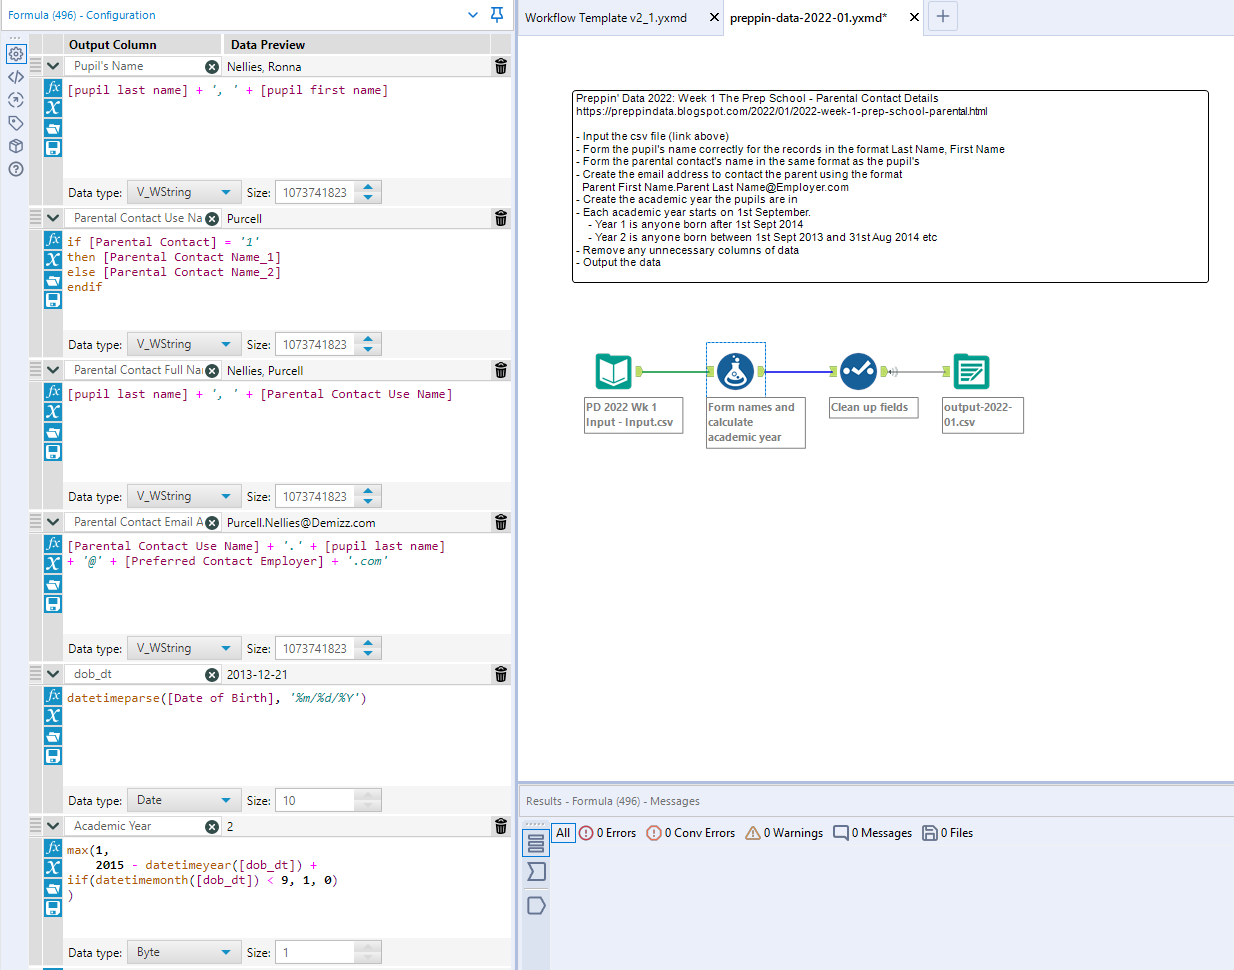 Formula (496) - Configuration
Output Column Data Preview
Pupil's Name Nellies, Ronna
[pupil last name] + ', ' + [pupil first name]
Data type: V_WString Size: 1073741823
Parental Contact Use Na Purcell
if [Parental Contact] = '1'
then [Parental Contact Name_1]
else [Parental Contact Name_2]
endif
Data type: V_WString Size: 1073741823
Parental Contact Full Nar Nellies, Purcell
[pupil last name] + ', ' + [Parental Contact Use Name]
Data type: V_WString Size: 1073741823
Parental Contact Email A Purcell.Nellies@Demizz.com
[Parental Contact Use Name] + '.' + [pupil last name]
+ '@' + [Preferred Contact Employer] + '.com'
Data type: V_WString Size: 1073741823
dob_dt 2013-12-21
datetimeparse([Date of Birth], '%m/%d/%Y')
Data type: Date Size: 10
Academic Year 2
max(1,
2015 - datetimeyear([dob_dt]) +
iif(datetimemonth([dob_dt]) < 9, 1, 0)
)
Data type: Byte Size: 1
Workflow Template v2_1.yxmd preppin-data-2022-01.yxmd*
Preppin' Data 2022: Week 1 The Prep School - Parental Contact Details
https://preppindata.blogspot.com/2022/01/2022-week-1-prep-school-parental.html
- Input the csv file (link above)
- Form the pupil's name correctly for the records in the format Last Name, First Name
- Form the parental contact's name in the same format as the pupil's
- Create the email address to contact the parent using the format
Parent First Name.Parent Last Name@Employer.com
- Create the academic year the pupils are in
- Each academic year starts on 1st September.
- Year 1 is anyone born after 1st Sept 2014
- Year 2 is anyone born between 1st Sept 2013 and 31st Aug 2014 etc
- Remove any unnecessary columns of data
- Output the data
PD 2022 Wk 1
Input - Input.csv
Form names and
calculate
academic year
Clean up fields
output-2022-
01.csv
Results - Formula (496) - Messages
All 0 Errors 0 Conv Errors 0 Warnings 0 Messages 0 Files